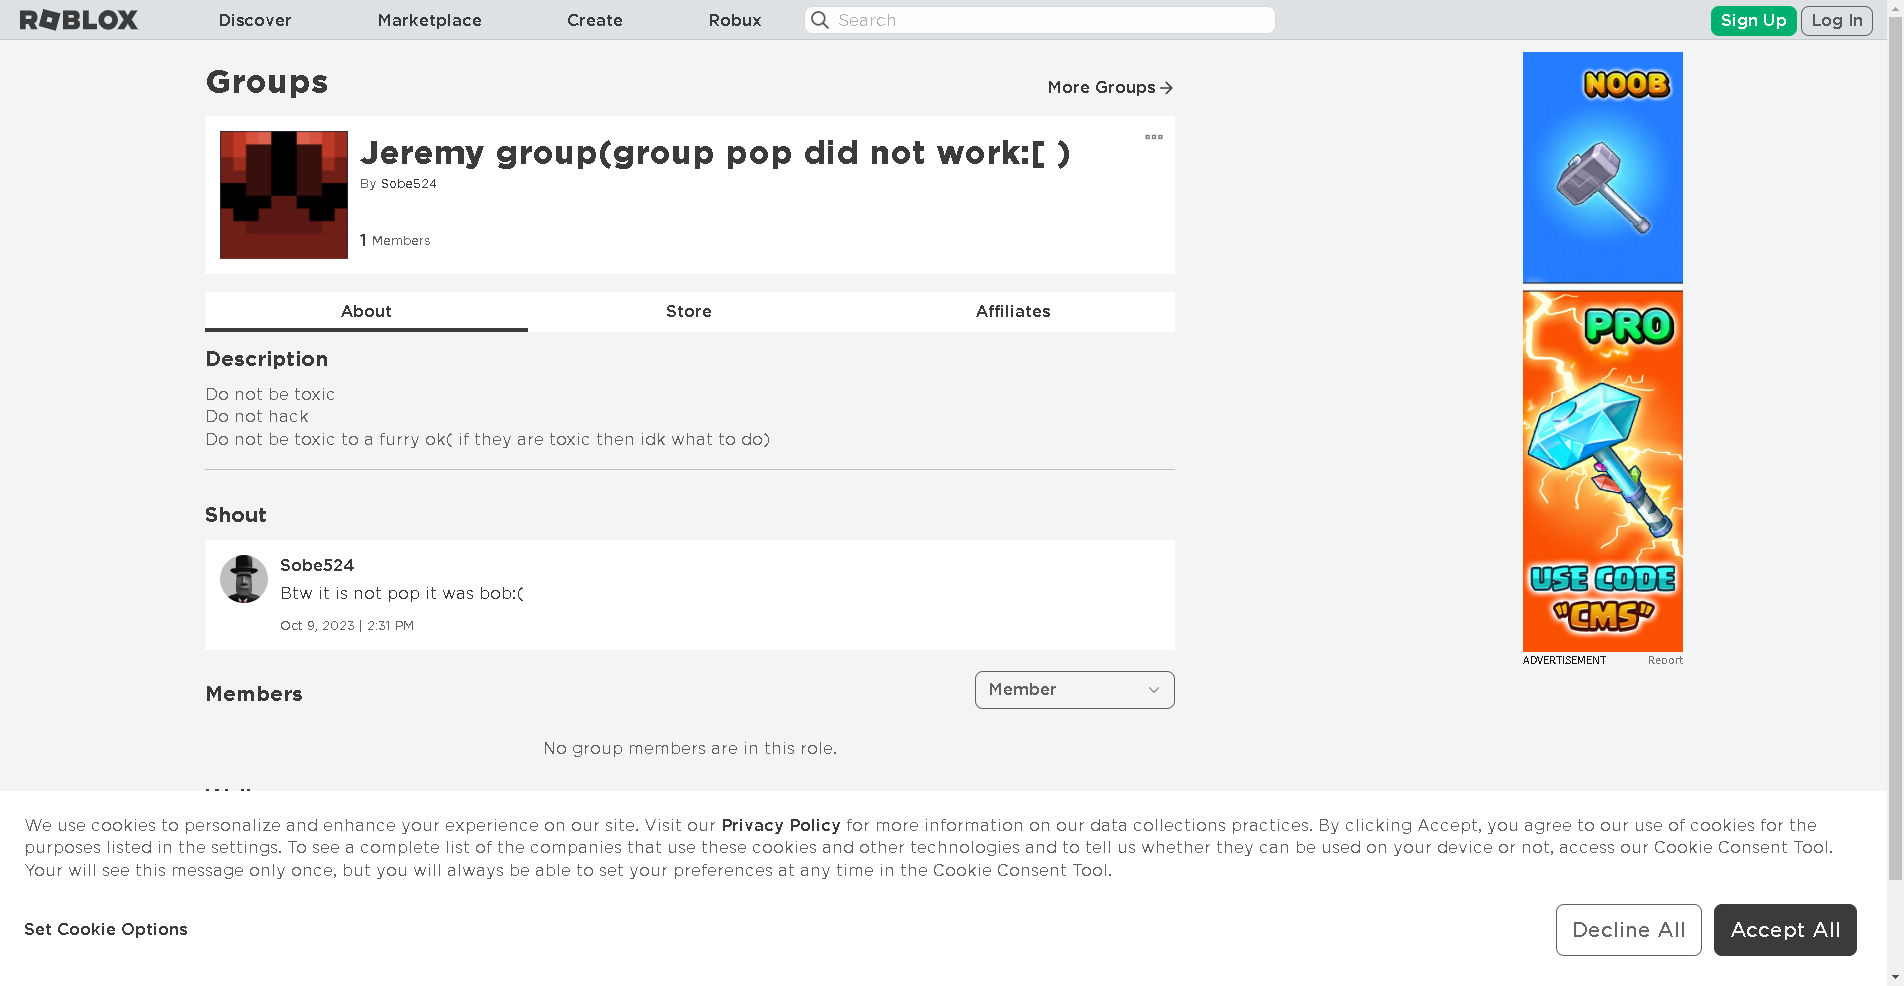 ROBLOX Discover Marketplace Create Robux Search Sign Up Log In
Groups
More Groups
Jeremy group(group pop did not work:[ )
By Sobe524
1 Members
About Store Affiliates
Description
Do not be toxic
Do not hack
Do not be toxic to a furry ok( if they are toxic then idk what to do)
Shout
Sobe524
Btw it is not pop it was bob:(
Oct 9, 2023 | 2:31 PM
Members
Member
No group members are in this role.
NOOB
PRO
USE CODE
"CMS"
ADVERTISEMENT Report
We use cookies to personalize and enhance your experience on our site. Visit our Privacy Policy for more information on our data collections practices. By clicking Accept, you agree to our use of cookies for the
purposes listed in the settings. To see a complete list of the companies that use these cookies and other technologies and to tell us whether they can be used on your device or not, access our Cookie Consent Tool.
Your will see this message only once, but you will always be able to set your preferences at any time in the Cookie Consent Tool.
Set Cookie Options
Decline All
Accept All